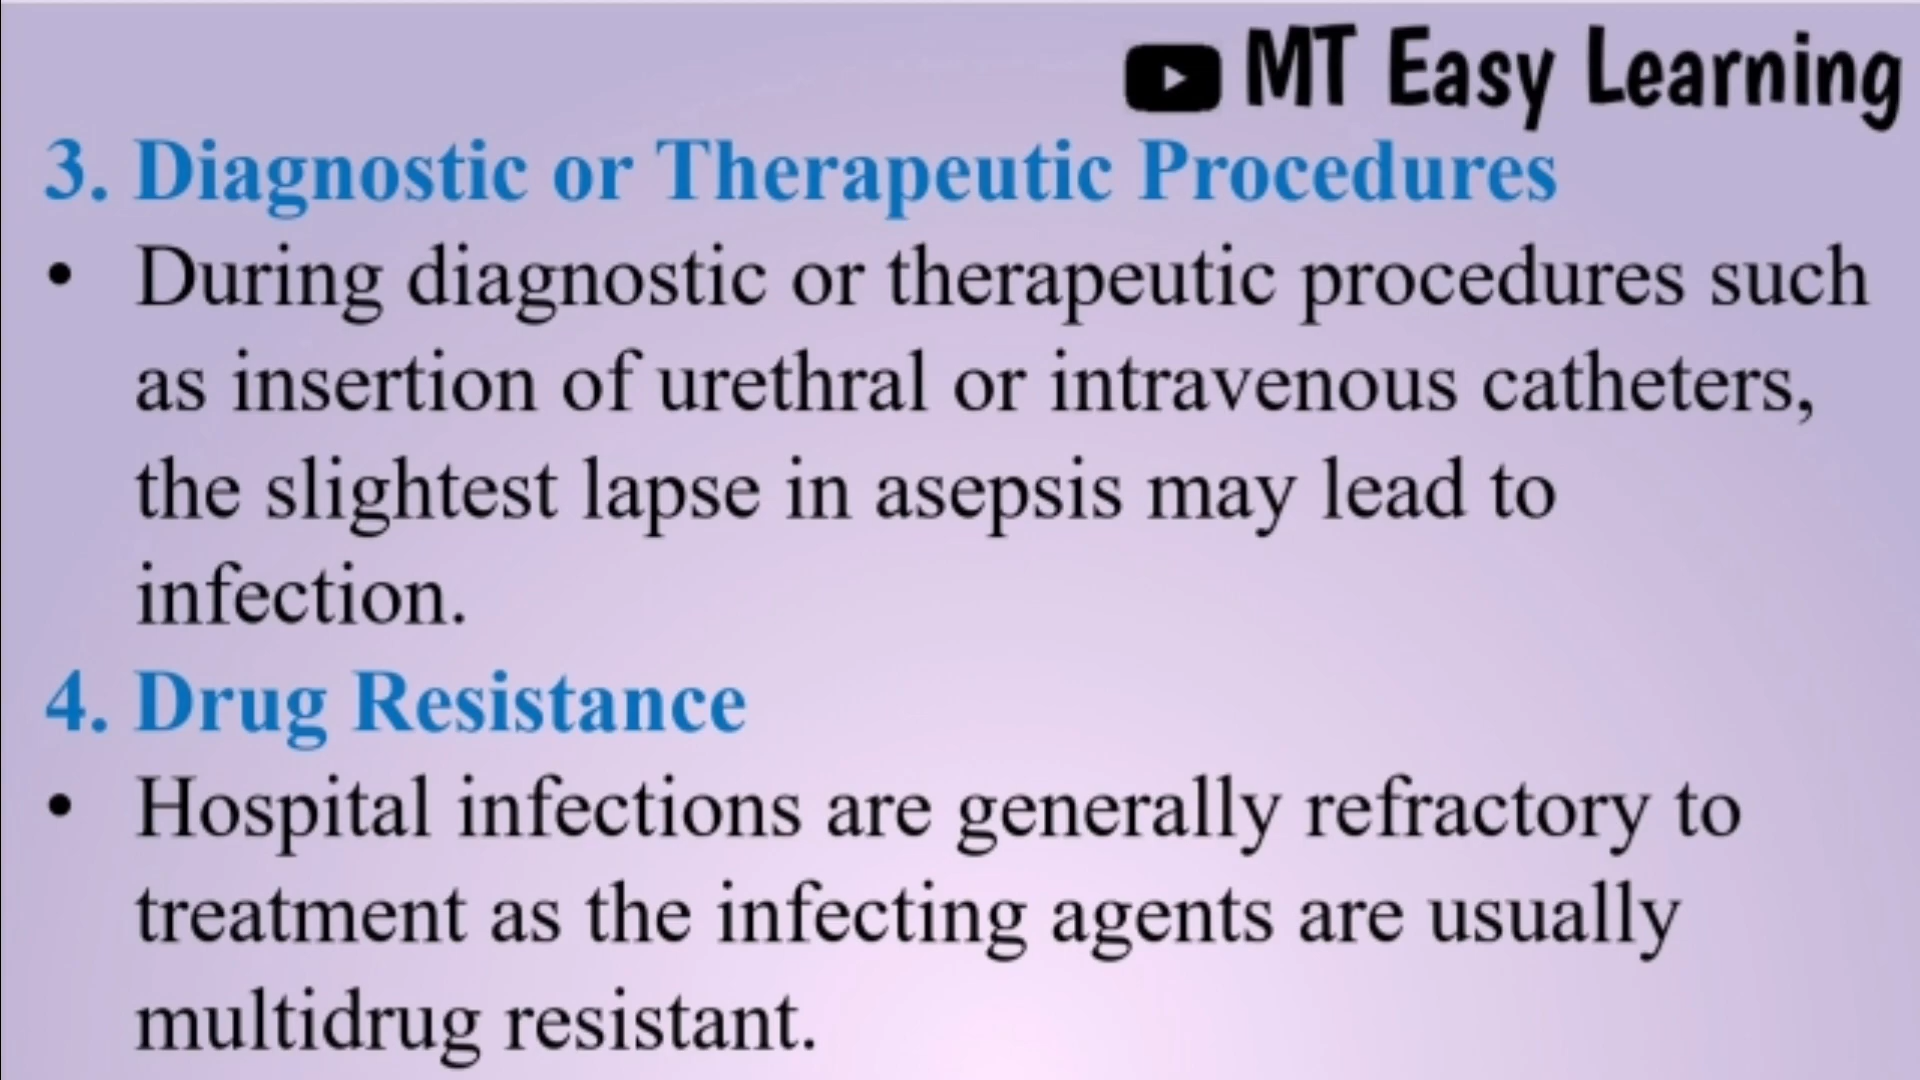 MT Easy Learning
3. Diagnostic or Therapeutic Procedures
• During diagnostic or therapeutic procedures such
as insertion of urethral or intravenous catheters,
the slightest lapse in asepsis may lead to
infection.
4. Drug Resistance
• Hospital infections are generally refractory to
treatment as the infecting agents are usually
multidrug resistant.